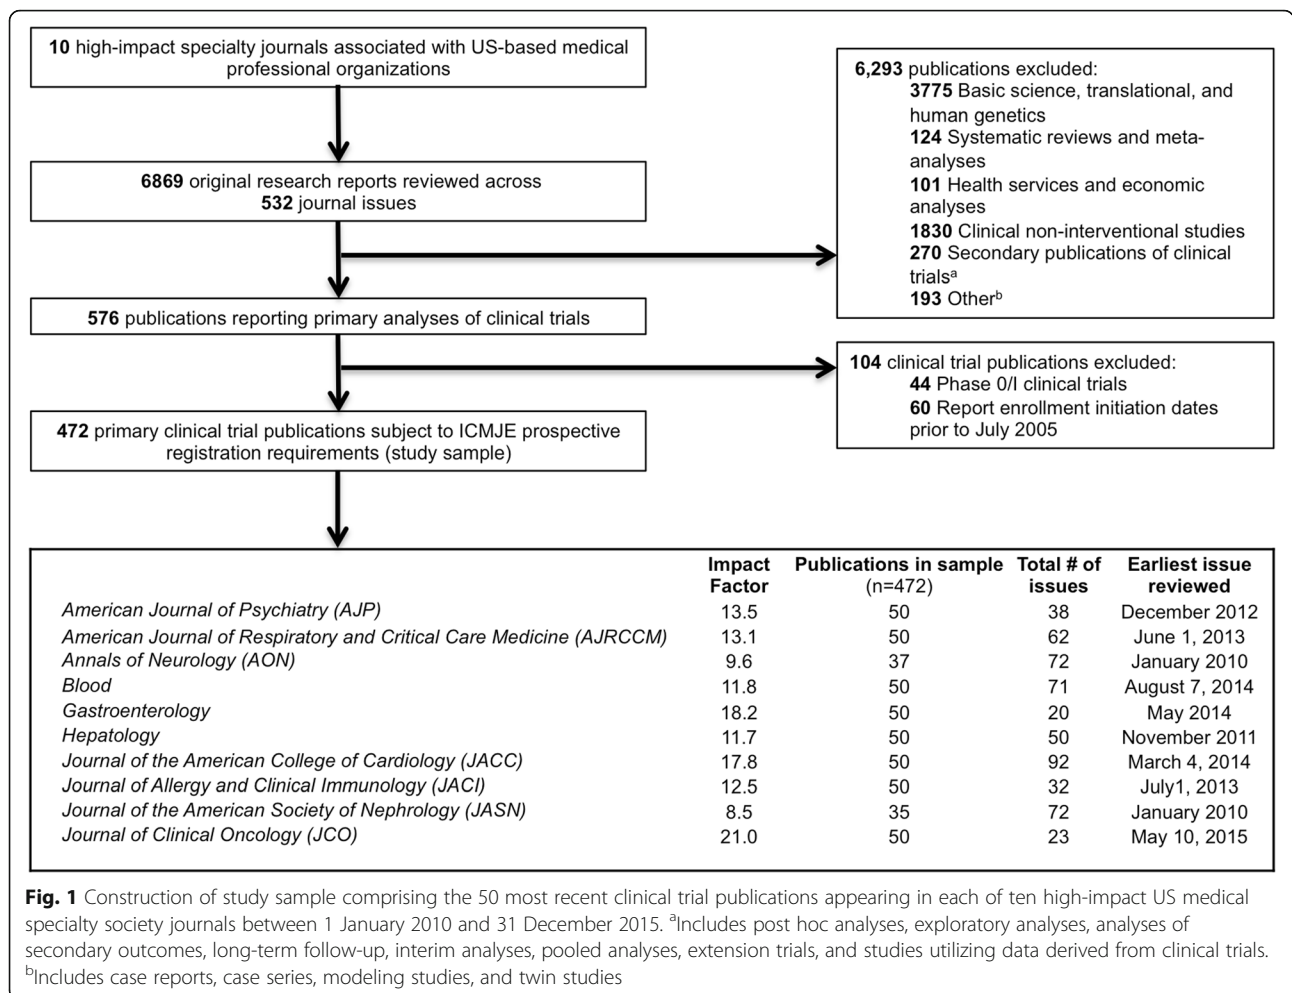 10 high-impact specialty journals associated with US-based medical
professional organizations
6,293 publications excluded:
3775 Basic science, translational, and
human genetics
124 Systematic reviews and meta-
analyses
101 Health services and economic
analyses
1830 Clinical non-interventional studies
270 Secondary publications of clinical
trialsᵃ
193 Otherᵇ
6869 original research reports reviewed across
532 journal issues
576 publications reporting primary analyses of clinical trials
104 clinical trial publications excluded:
44 Phase 0/I clinical trials
60 Report enrollment initiation dates
prior to July 2005
472 primary clinical trial publications subject to ICMJE prospective
registration requirements (study sample)
Impact Publications in sample Total # of Earliest issue
Factor (n=472) issues reviewed
American Journal of Psychiatry (AJP) 13.5 50 38 December 2012
American Journal of Respiratory and Critical Care Medicine (AJRCCM) 13.1 50 62 June 1, 2013
Annals of Neurology (AON) 9.6 37 72 January 2010
Blood 11.8 50 71 August 7, 2014
Gastroenterology 18.2 50 20 May 2014
Hepatology 11.7 50 50 November 2011
Journal of the American College of Cardiology (JACC) 17.8 50 92 March 4, 2014
Journal of Allergy and Clinical Immunology (JACI) 12.5 50 32 July1, 2013
Journal of the American Society of Nephrology (JASN) 8.5 35 72 January 2010
Journal of Clinical Oncology (JCO) 21.0 50 23 May 10, 2015
Fig. 1 Construction of study sample comprising the 50 most recent clinical trial publications appearing in each of ten high-impact US medical
specialty society journals between 1 January 2010 and 31 December 2015. ᵃIncludes post hoc analyses, exploratory analyses, analyses of
secondary outcomes, long-term follow-up, interim analyses, pooled analyses, extension trials, and studies utilizing data derived from clinical trials.
ᵇIncludes case reports, case series, modeling studies, and twin studies